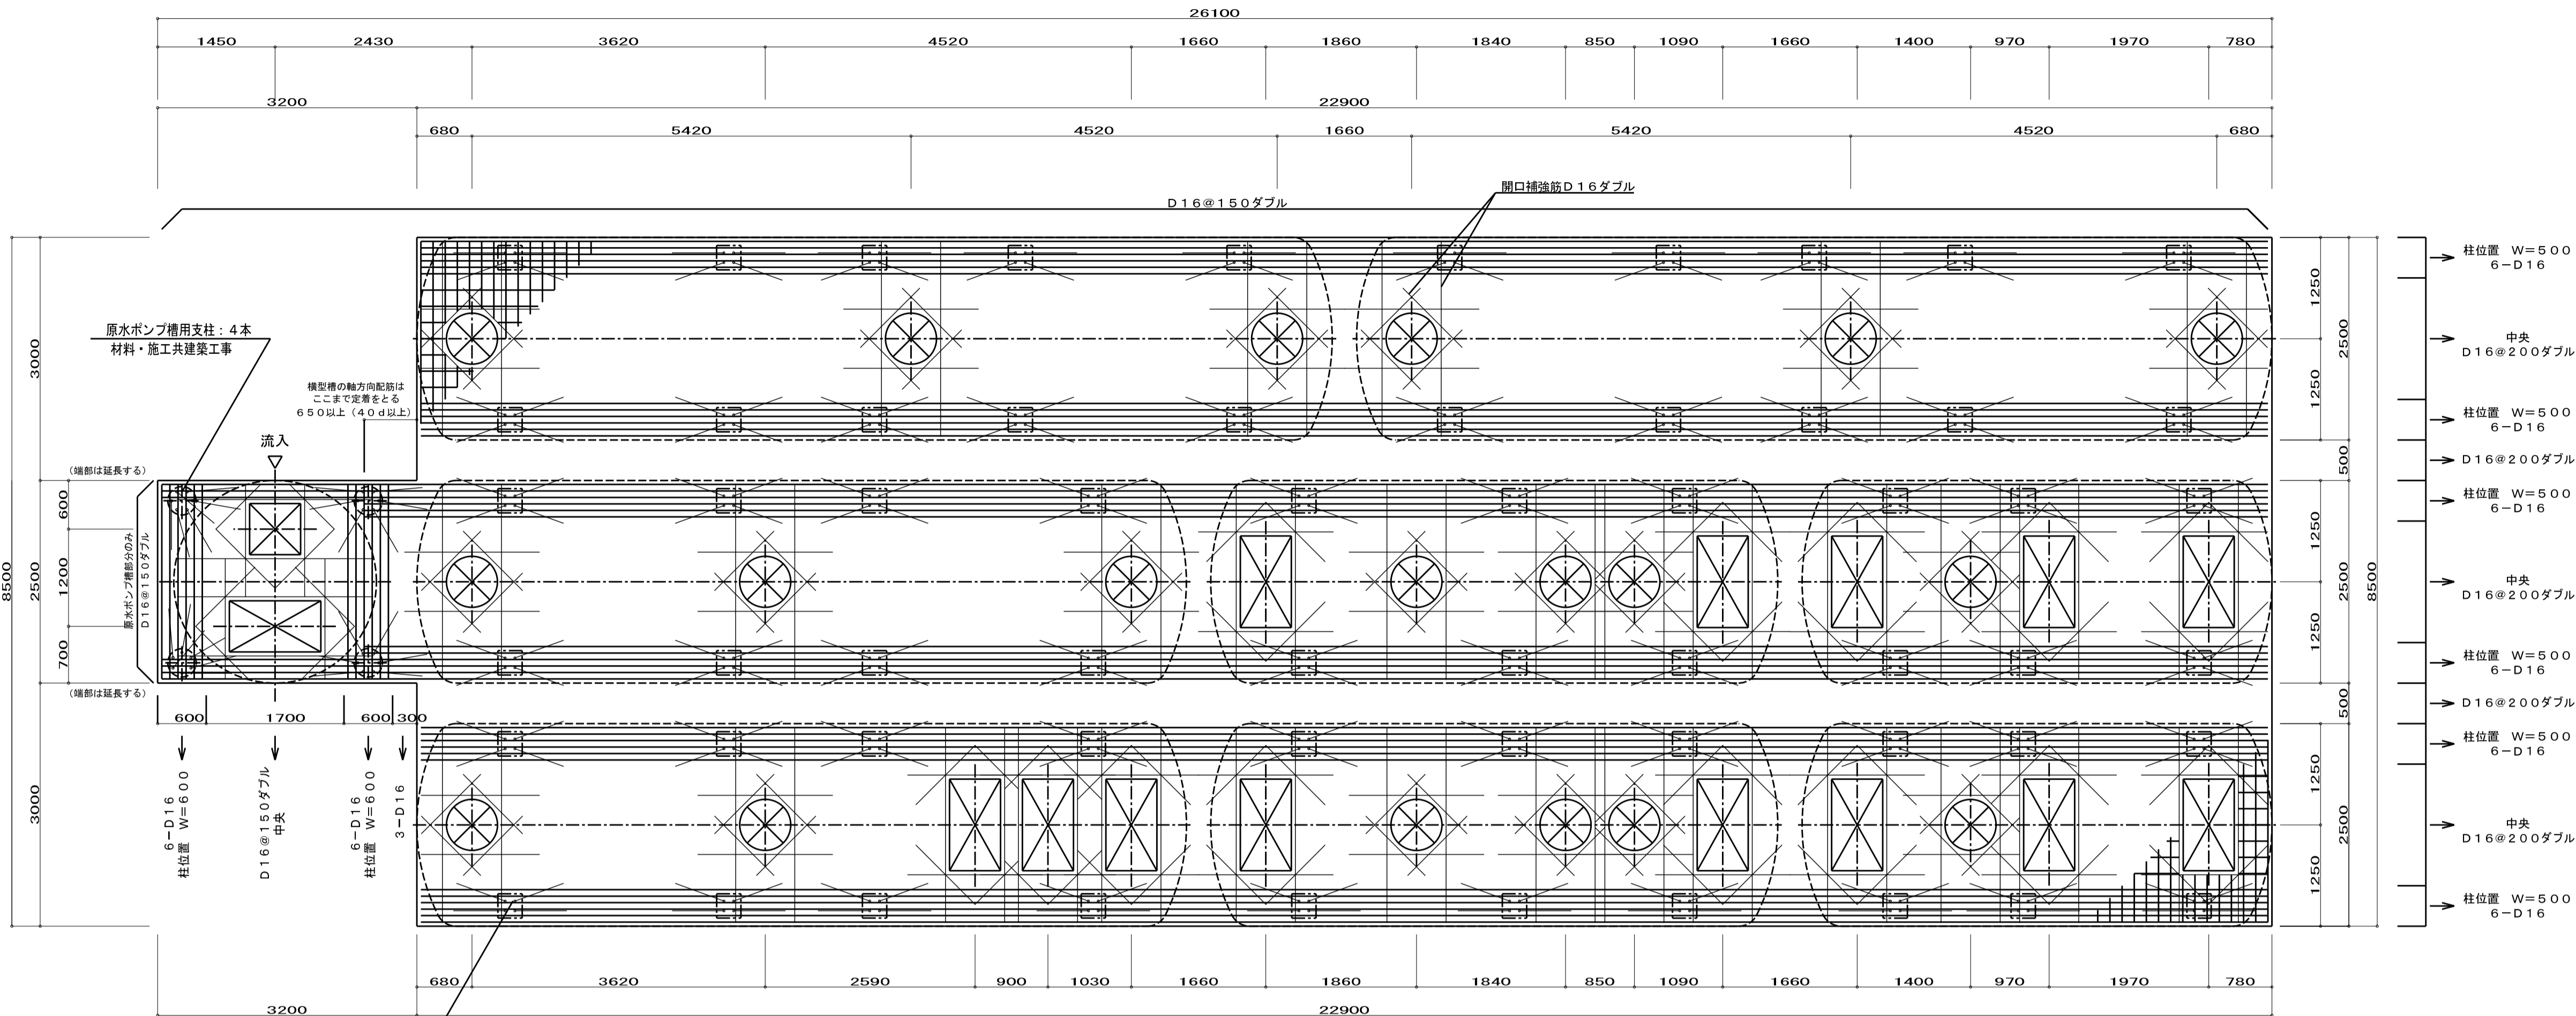 26100
1450 2430 3620 4520 1660 1860 1840 850 1090 1660 1400 970 1970 780
3200 22900
680 5420 4520 1660 5420 4520 680
開口補強筋D16ダブル
D16@150ダブル
原水ポンプ槽用支柱:4本
材料・施工共建築工事
横型槽の軸方向配筋は
ここまで定着をとる
650以上(40d以上)
流入
(端部は延長する)
原水ポンプ槽部分のみ
D16@150ダブル
(端部は延長する)
8500
3000
2500
3000
600
1200
700
600 1700 600 300
6-D16
柱位置 W=600
D16@150ダブル
中央
6-D16
柱位置 W=600
3-D16
1250
1250
500
1250
1250
500
1250
1250
2500
2500
2500
8500
柱位置 W=500
6-D16
中央
D16@200ダブル
柱位置 W=500
6-D16
D16@200ダブル
柱位置 W=500
6-D16
中央
D16@200ダブル
柱位置 W=500
6-D16
D16@200ダブル
柱位置 W=500
6-D16
中央
D16@200ダブル
柱位置 W=500
6-D16
680 3620 2590 900 1030 1660 1860 1840 850 1090 1660 1400 970 1970 780
3200 22900